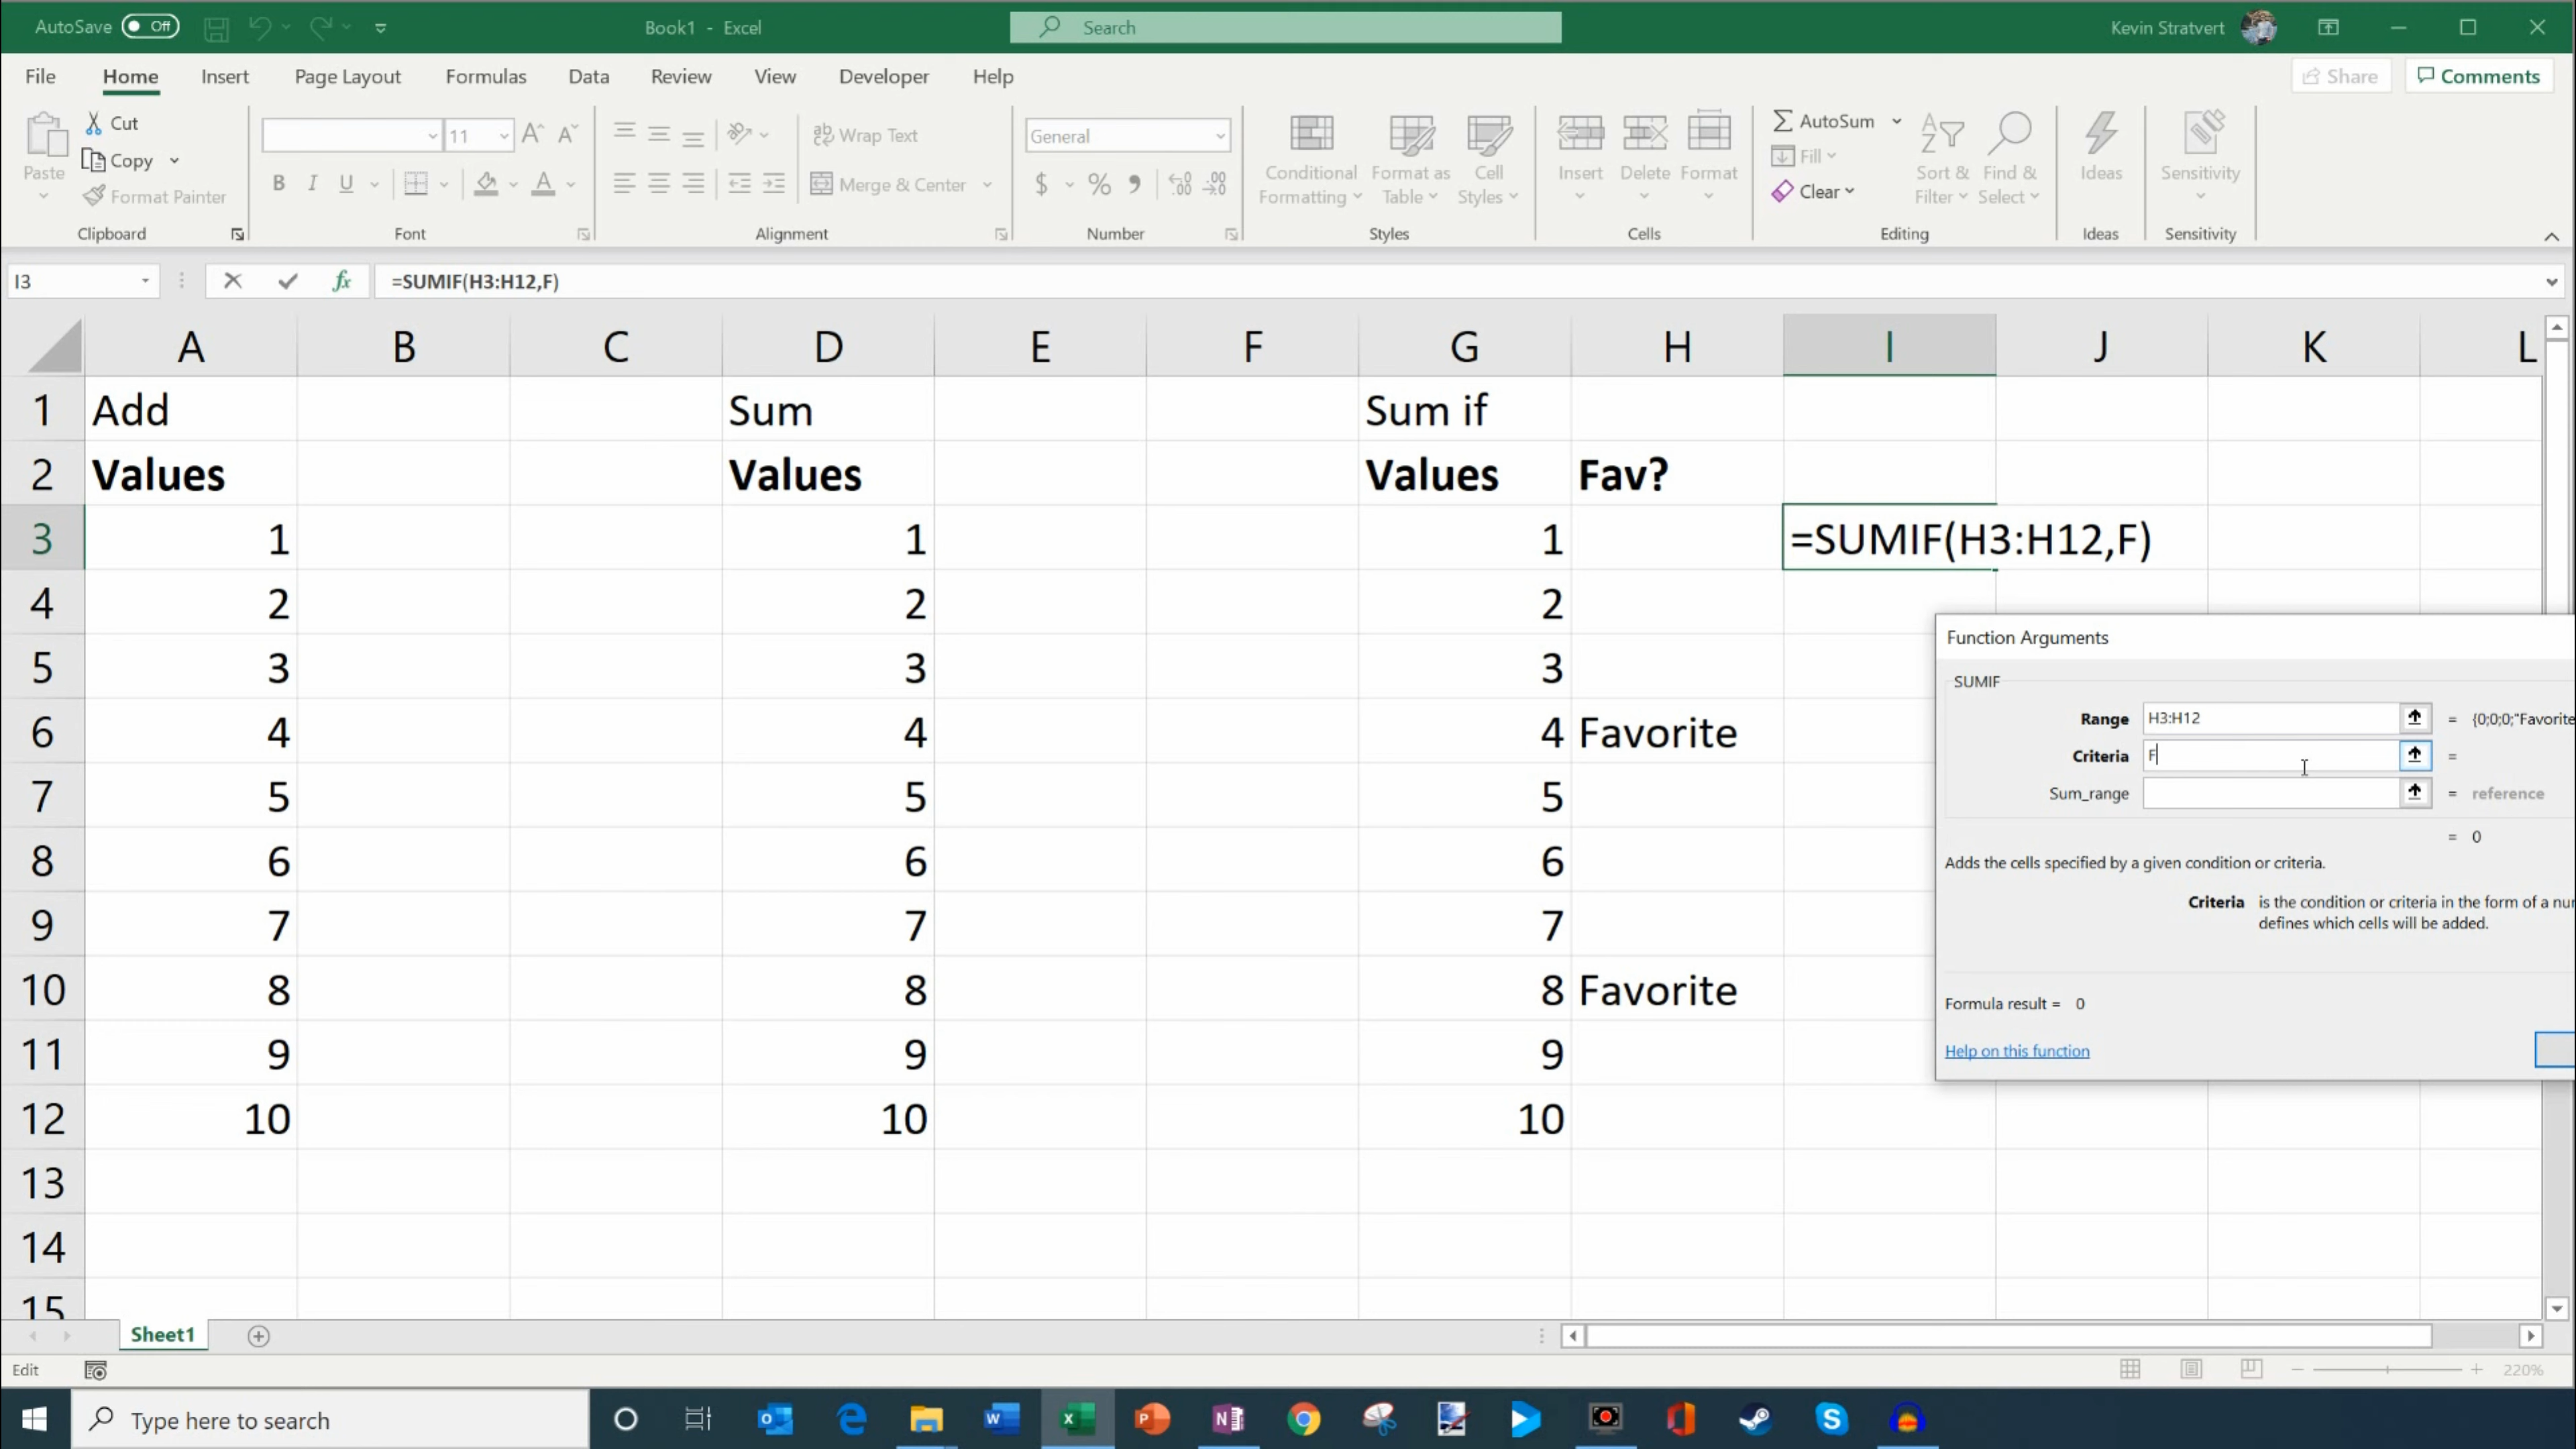 AutoSave Off Book1 - Excel Search Kevin Stratvert
File Home Insert Page Layout Formulas Data Review View Developer Help Share Comments
Paste Cut Copy Format Painter Clipboard
11 B I U Font
Wrap Text Merge & Center Alignment
General $ % Number
Conditional Formatting Format as Table Cell Styles Styles
Insert Delete Format Cells
AutoSum Fill Clear Sort & Filter Find & Select Editing
Ideas Ideas
Sensitivity Sensitivity
I3 fx =SUMIF(H3:H12,F)
A B C D E F G H I J K L
1 Add Sum Sum if
2 Values Values Values Fav?
3 1 1 1 =SUMIF(H3:H12,F)
4 2 2 2
5 3 3 3
6 4 4 4 Favorite
7 5 5 5
8 6 6 6
9 7 7 7
10 8 8 8 Favorite
11 9 9 9
12 10 10 10
13
14
15
Function Arguments
SUMIF
Range H3:H12 = {0;0;0;"Favorite
Criteria F =
Sum_range = reference
= 0
Adds the cells specified by a given condition or criteria.
Criteria is the condition or criteria in the form of a
defines which cells will be added.
Formula result = 0
Help on this function
Sheet1
Edit 220%
Type here to search